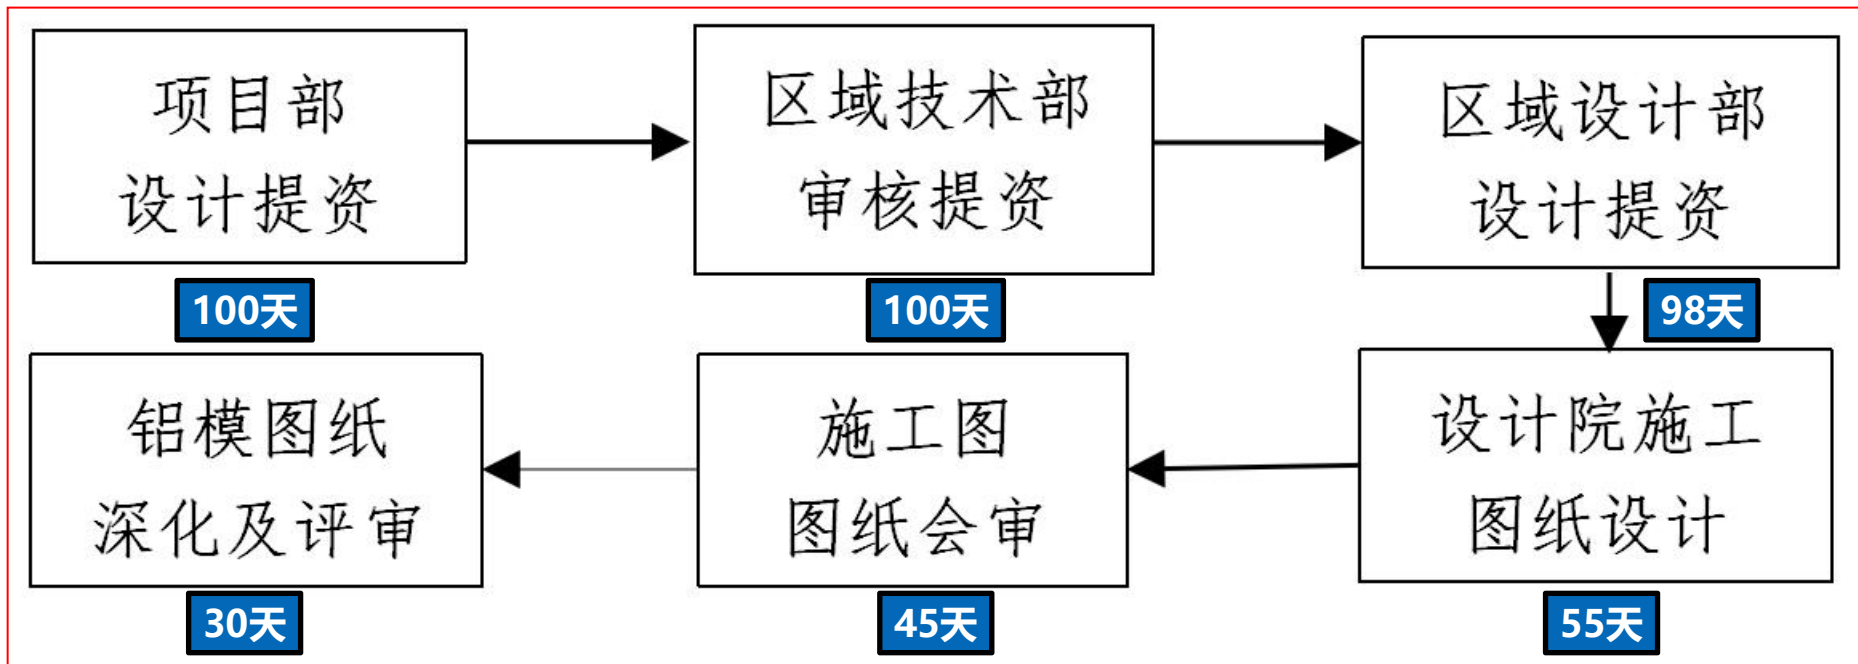 项目部
设计提资
100天
区域技术部
审核提资
100天
区域设计部
设计提资
98天
设计院施工
图纸设计
55天
施工图
图纸会审
45天
铝模图纸
深化及评审
30天